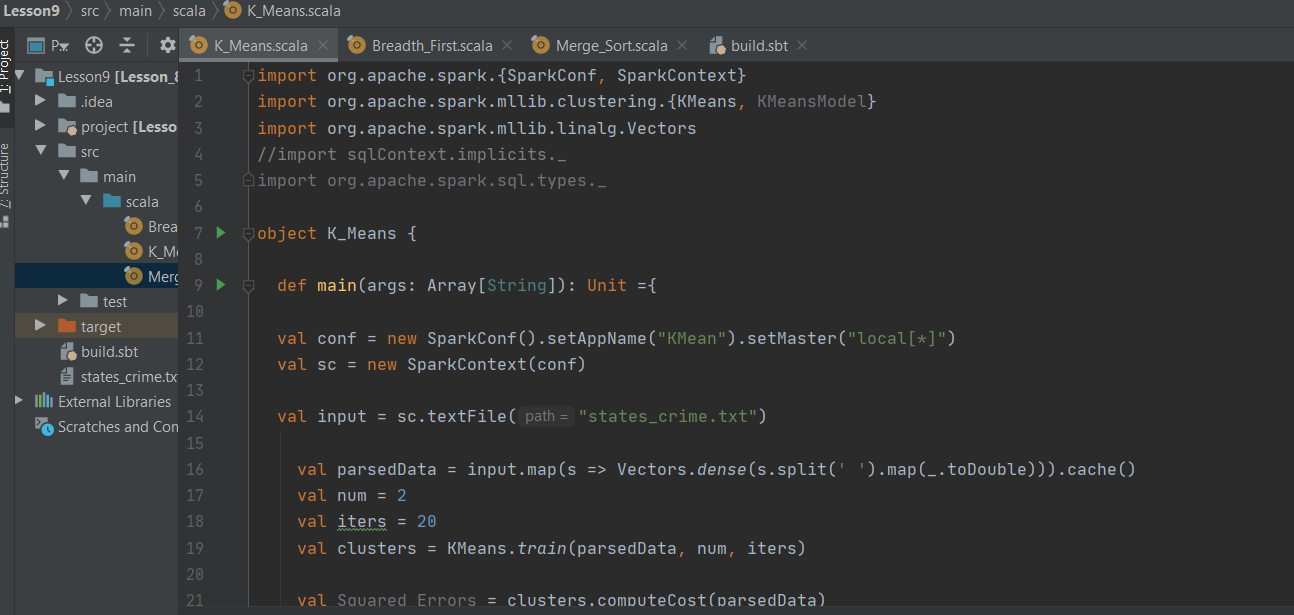 Lesson9 src main scala K_Means.scala
1: Project
Z: Structure
P
Lesson9 [Lesson_8
.idea
project [Lesso
src
main
scala
Brea
K_Me
Merg
test
target
build.sbt
states_crime.tx
External Libraries
Scratches and Con
K_Means.scala Breadth_First.scala Merge_Sort.scala build.sbt
1 import org.apache.spark.{SparkConf, SparkContext}
2 import org.apache.spark.mllib.clustering.{KMeans, KMeansModel}
3 import org.apache.spark.mllib.linalg.Vectors
4 //import sqlContext.implicits._
5 import org.apache.spark.sql.types._
6
7 object K_Means {
8
9 def main(args: Array[String]): Unit ={
10
11 val conf = new SparkConf().setAppName("KMean").setMaster("local[*]")
12 val sc = new SparkContext(conf)
13
14 val input = sc.textFile( path = "states_crime.txt")
15
16 val parsedData = input.map(s => Vectors.dense(s.split(' ').map(_.toDouble))).cache()
17 val num = 2
18 val iters = 20
19 val clusters = KMeans.train(parsedData, num, iters)
20
21 val Squared_Errors = clusters.computeCost(parsedData)